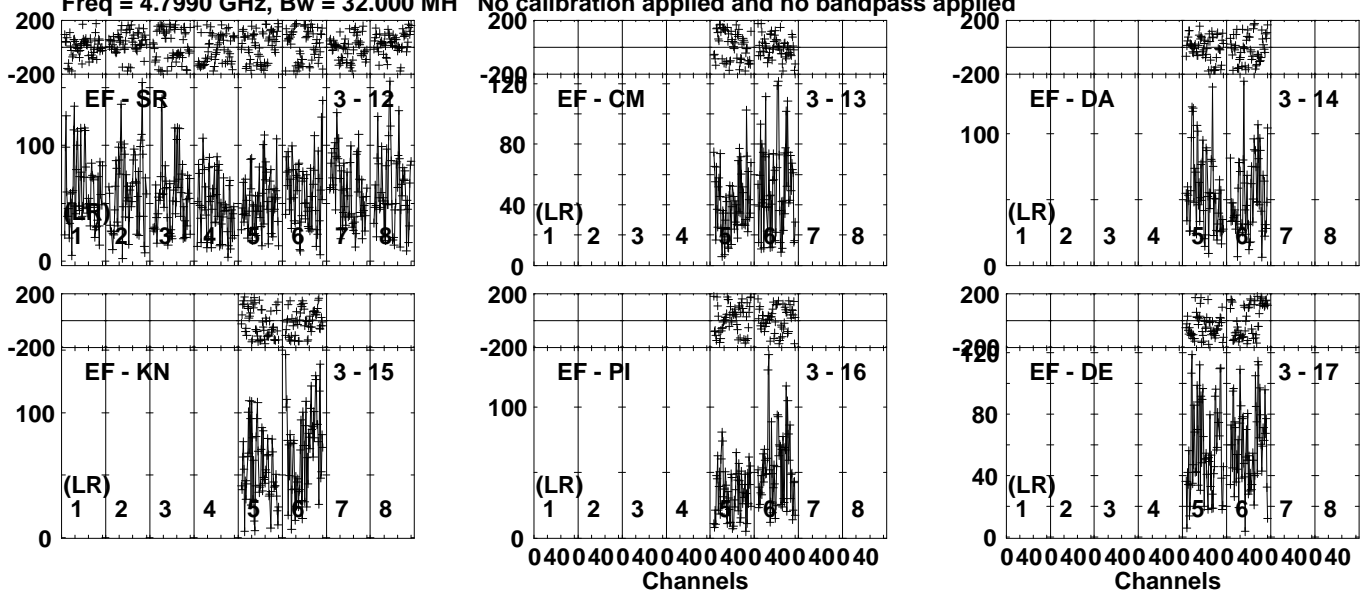 Freq = 4.7990 GHz, Bw = 32.000 MH No calibration applied and no bandpass applied
200
-200
EF - SR 3 - 12
100
(LR)
1 2 3 4 5 6 7 8
0
200
-200
120
EF - CM 3 - 13
80
40
(LR)
1 2 3 4 5 6 7 8
0
200
-200
EF - DA 3 - 14
100
(LR)
1 2 3 4 5 6 7 8
0
200
-200
EF - KN 3 - 15
100
(LR)
1 2 3 4 5 6 7 8
0
200
-200
EF - PI 3 - 16
100
(LR)
1 2 3 4 5 6 7 8
0
0 40 0 40 0 40 0 40 0 40 0 40 0 40 0 40
Channels
200
-200
120
EF - DE 3 - 17
80
40
(LR)
1 2 3 4 5 6 7 8
0
0 40 0 40 0 40 0 40 0 40 0 40 0 40 0 40
Channels